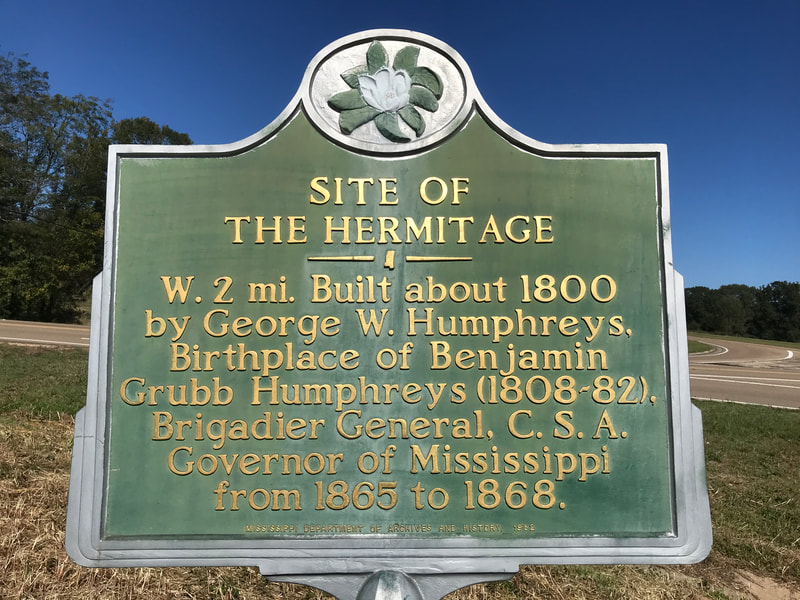 SITE OF
THE HERMITAGE
W. 2 mi. Built about 1800
by George W. Humphreys,
Birthplace of Benjamin
Grubb Humphreys (1808-82),
Brigadier General, C. S. A.
Governor of Mississippi
from 1865 to 1868.
MISSISSIPPI DEPARTMENT OF ARCHIVES AND HISTORY,